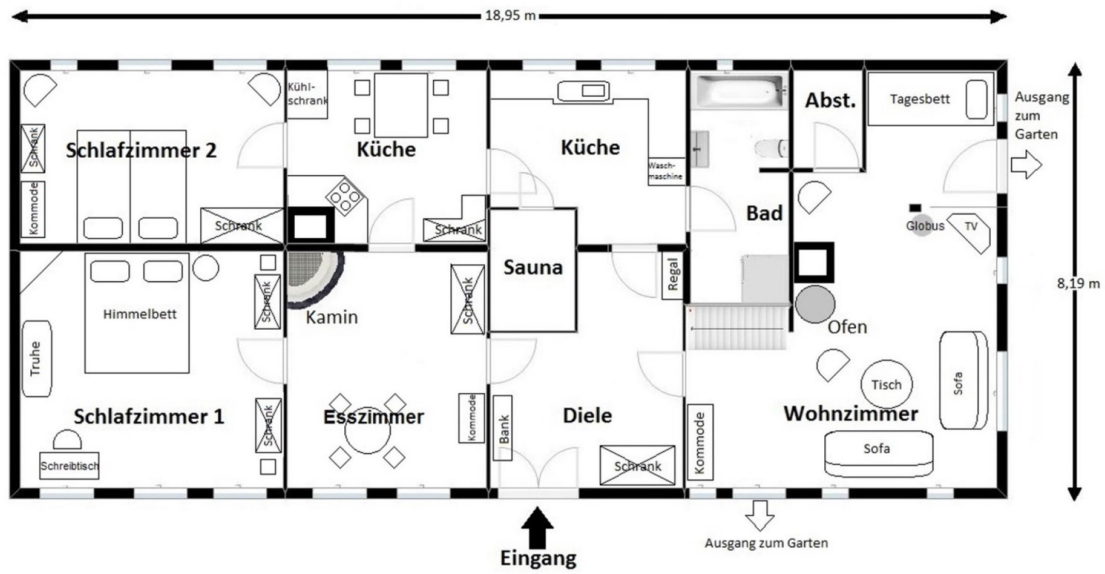 18,95 m
Kühl-
schrank
Abst.
Tagesbett
Ausgang
zum
Garten
Schrank
Schlafzimmer 2
Küche
Küche
Wasch-
maschine
Kommode
Schrank
Schrank
Bad
Globus
TV
Sauna
Regal
8,19 m
Himmelbett
Schrank
Kamin
Schrank
Ofen
Truhe
Tisch
Sofa
Schlafzimmer 1
Schrank
Esszimmer
Kommode
Bank
Diele
Wohnzimmer
Kommode
Sofa
Schreibtisch
Schrank
Eingang
Ausgang zum Garten